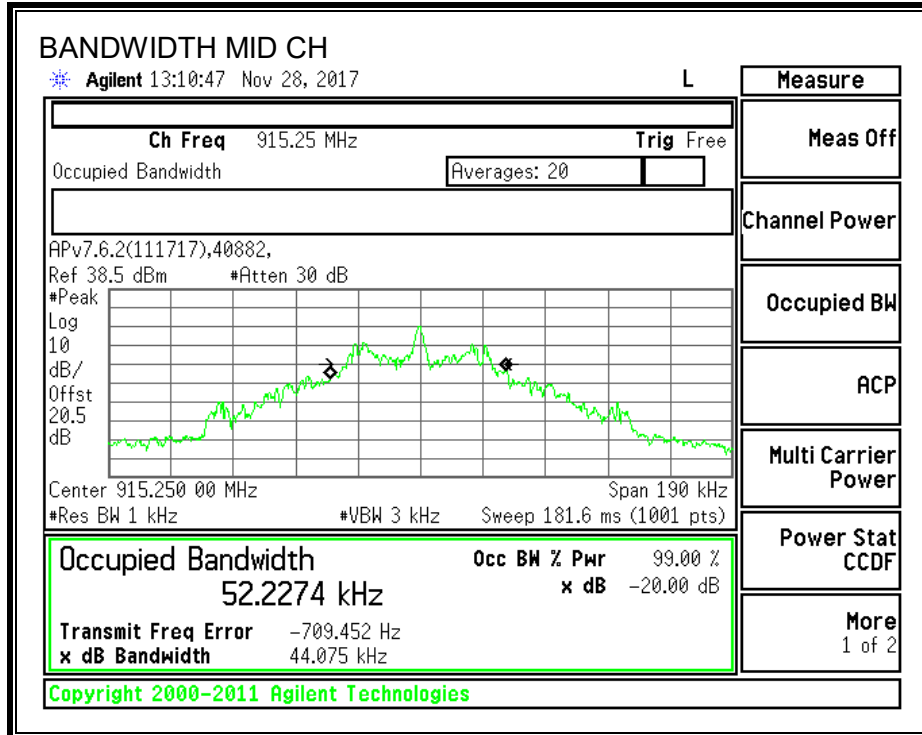 BANDWIDTH MID CH
Agilent 13:10:47 Nov 28, 2017 L
Ch Freq 915.25 MHz Trig Free
Occupied Bandwidth Averages: 20
APv7.6.2(111717),40882,
Ref 38.5 dBm #Atten 30 dB
#Peak
Log
10
dB/
Offst
20.5
dB
Center 915.250 00 MHz Span 190 kHz
#Res BW 1 kHz #VBW 3 kHz Sweep 181.6 ms (1001 pts)
Occupied Bandwidth Occ BW % Pwr 99.00 %
52.2274 kHz x dB -20.00 dB
Transmit Freq Error -709.452 Hz
x dB Bandwidth 44.075 kHz
Copyright 2000-2011 Agilent Technologies
Measure
Meas Off
Channel Power
Occupied BW
ACP
Multi Carrier
Power
Power Stat
CCDF
More
1 of 2